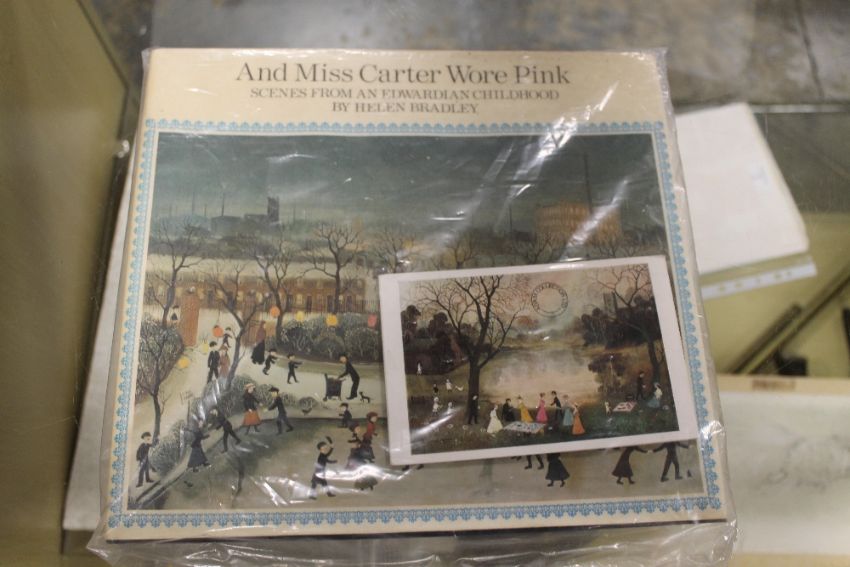 And Miss Carter Wore Pink
SCENES FROM AN EDWARDIAN CHILDHOOD
BY HELEN BRADLEY